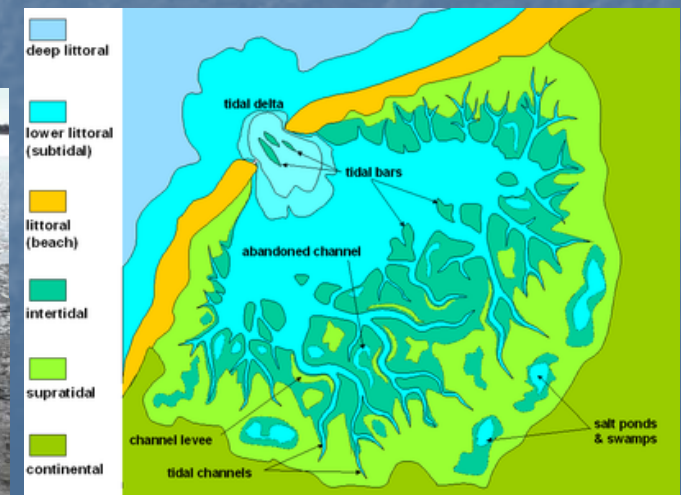 deep littoral
lower littoral
(subtidal)
littoral
(beach)
intertidal
supratidal
continental
tidal delta
tidal bars
abandoned channel
channel levee
tidal channels
salt ponds
& swamps